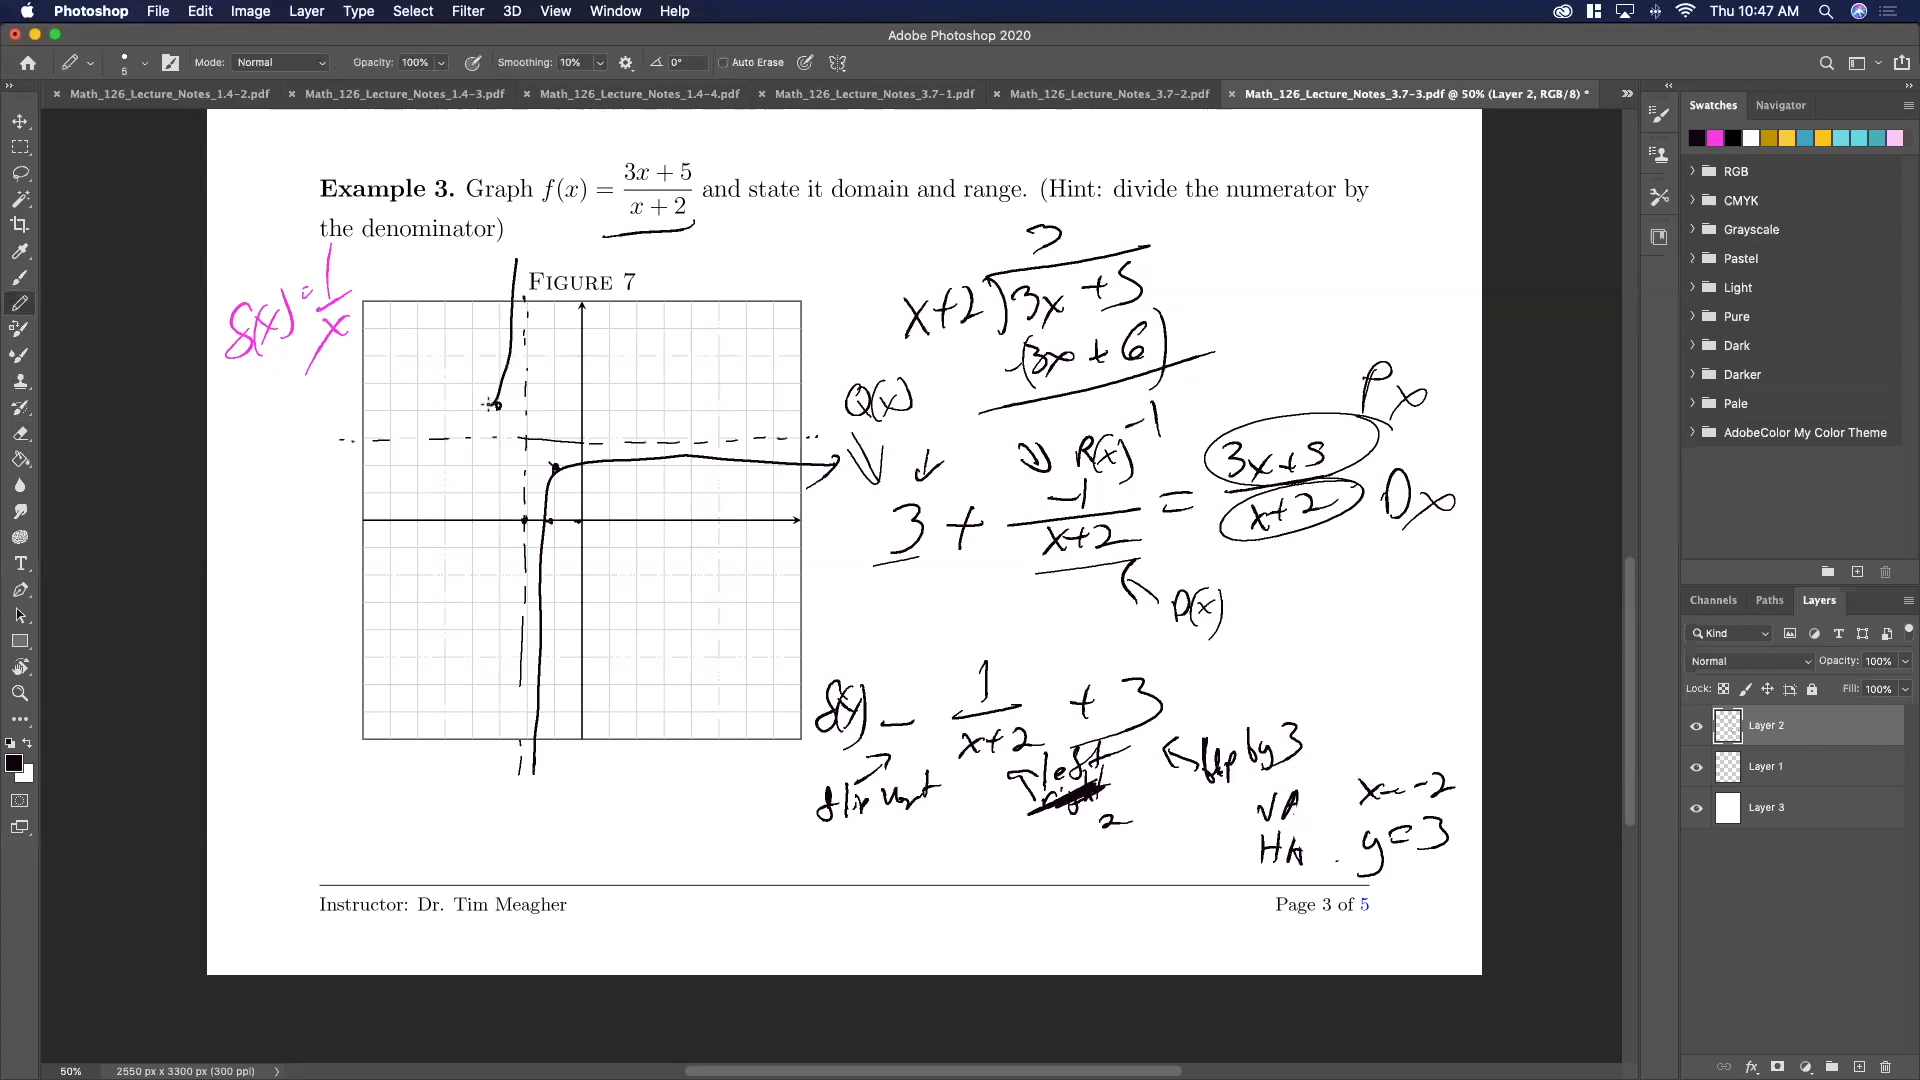 Photoshop File Edit Image Layer Type Select Filter 3D View Window Help Thu 10:47 AM
Adobe Photoshop 2020
5 Mode: Normal Opacity: 100% Smoothing: 10% 0° Auto Erase
Math_126_Lecture_Notes_1.4-2.pdf Math_126_Lecture_Notes_1.4-3.pdf Math_126_Lecture_Notes_1.4-4.pdf Math_126_Lecture_Notes_3.7-1.pdf Math_126_Lecture_Notes_3.7-2.pdf Math_126_Lecture_Notes_3.7-3.pdf @ 50% (Layer 2, RGB/8) *
Example 3. Graph f(x) = (3x + 5)/(x + 2) and state it domain and range. (Hint: divide the numerator by
the denominator)
FIGURE 7
f(x) = 1/x
3
x+2 ) 3x + 5
-(3x + 6)
-1
Q(x)
R(x)
P(x)
3 + -1/(x+2) = (3x+5)/(x+2)
D(x)
D(x)
f(x) = - 1/(x+2) + 3
flip vert
left
right
2
up by 3
VA x=-2
HA y=3
Instructor: Dr. Tim Meagher Page 3 of 5
50% 2550 px x 3300 px (300 ppi)
Swatches Navigator
RGB
CMYK
Grayscale
Pastel
Light
Pure
Dark
Darker
Pale
AdobeColor My Color Theme
Channels Paths Layers
Kind
Normal Opacity: 100%
Lock: Fill: 100%
Layer 2
Layer 1
Layer 3
fx